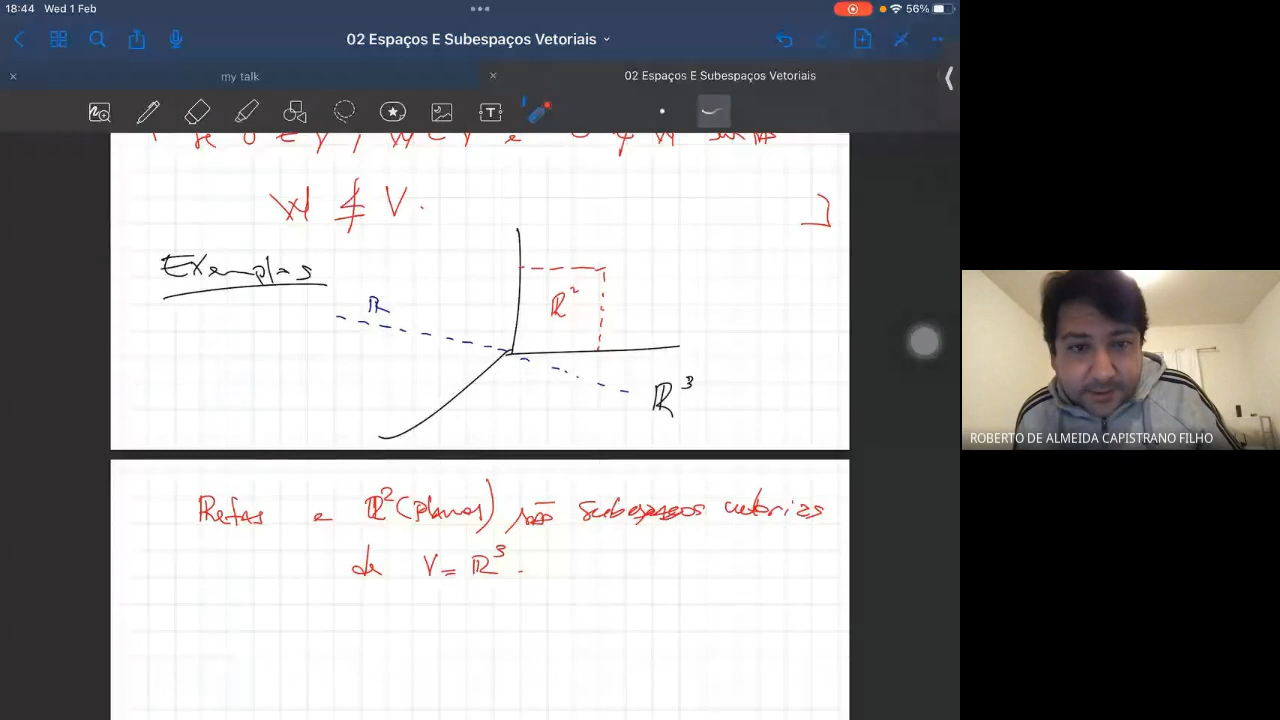 18:44 Wed 1 Feb
56%
02 Espaços E Subespaços Vetoriais
my talk
02 Espaços E Subespaços Vetoriais
W ≰ V.
Exemplos
ℝ
ℝ²
ℝ³
Retas e ℝ² (planos) são subespaços vetoriais
de V = ℝ³.
ROBERTO DE ALMEIDA CAPISTRANO FILHO